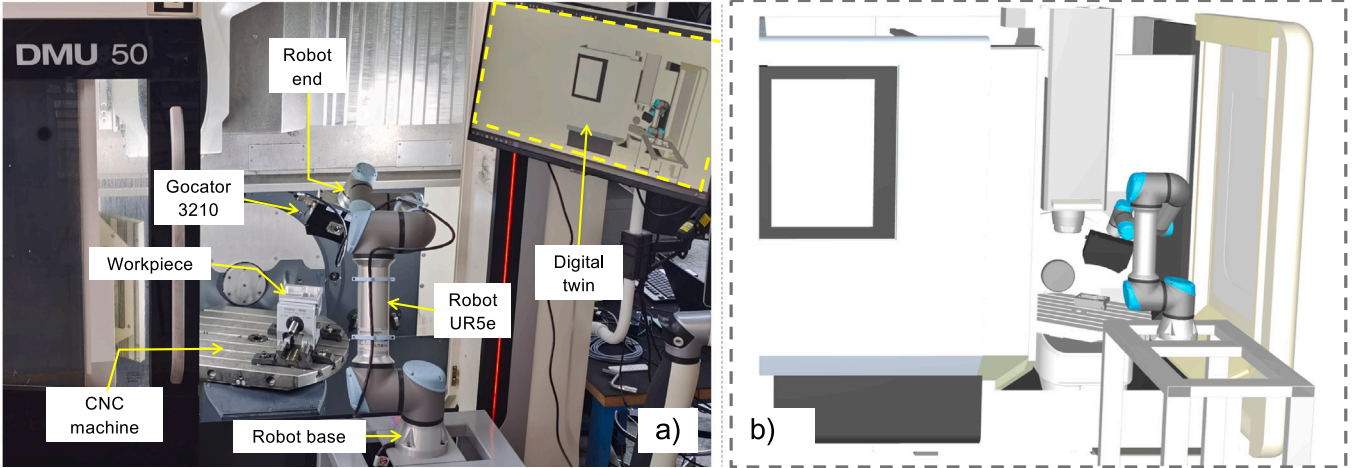 DMU 50
Robot
end
Gocator
3210
Workpiece
Digital
twin
Robot
UR5e
CNC
machine
Robot base
a)
b)